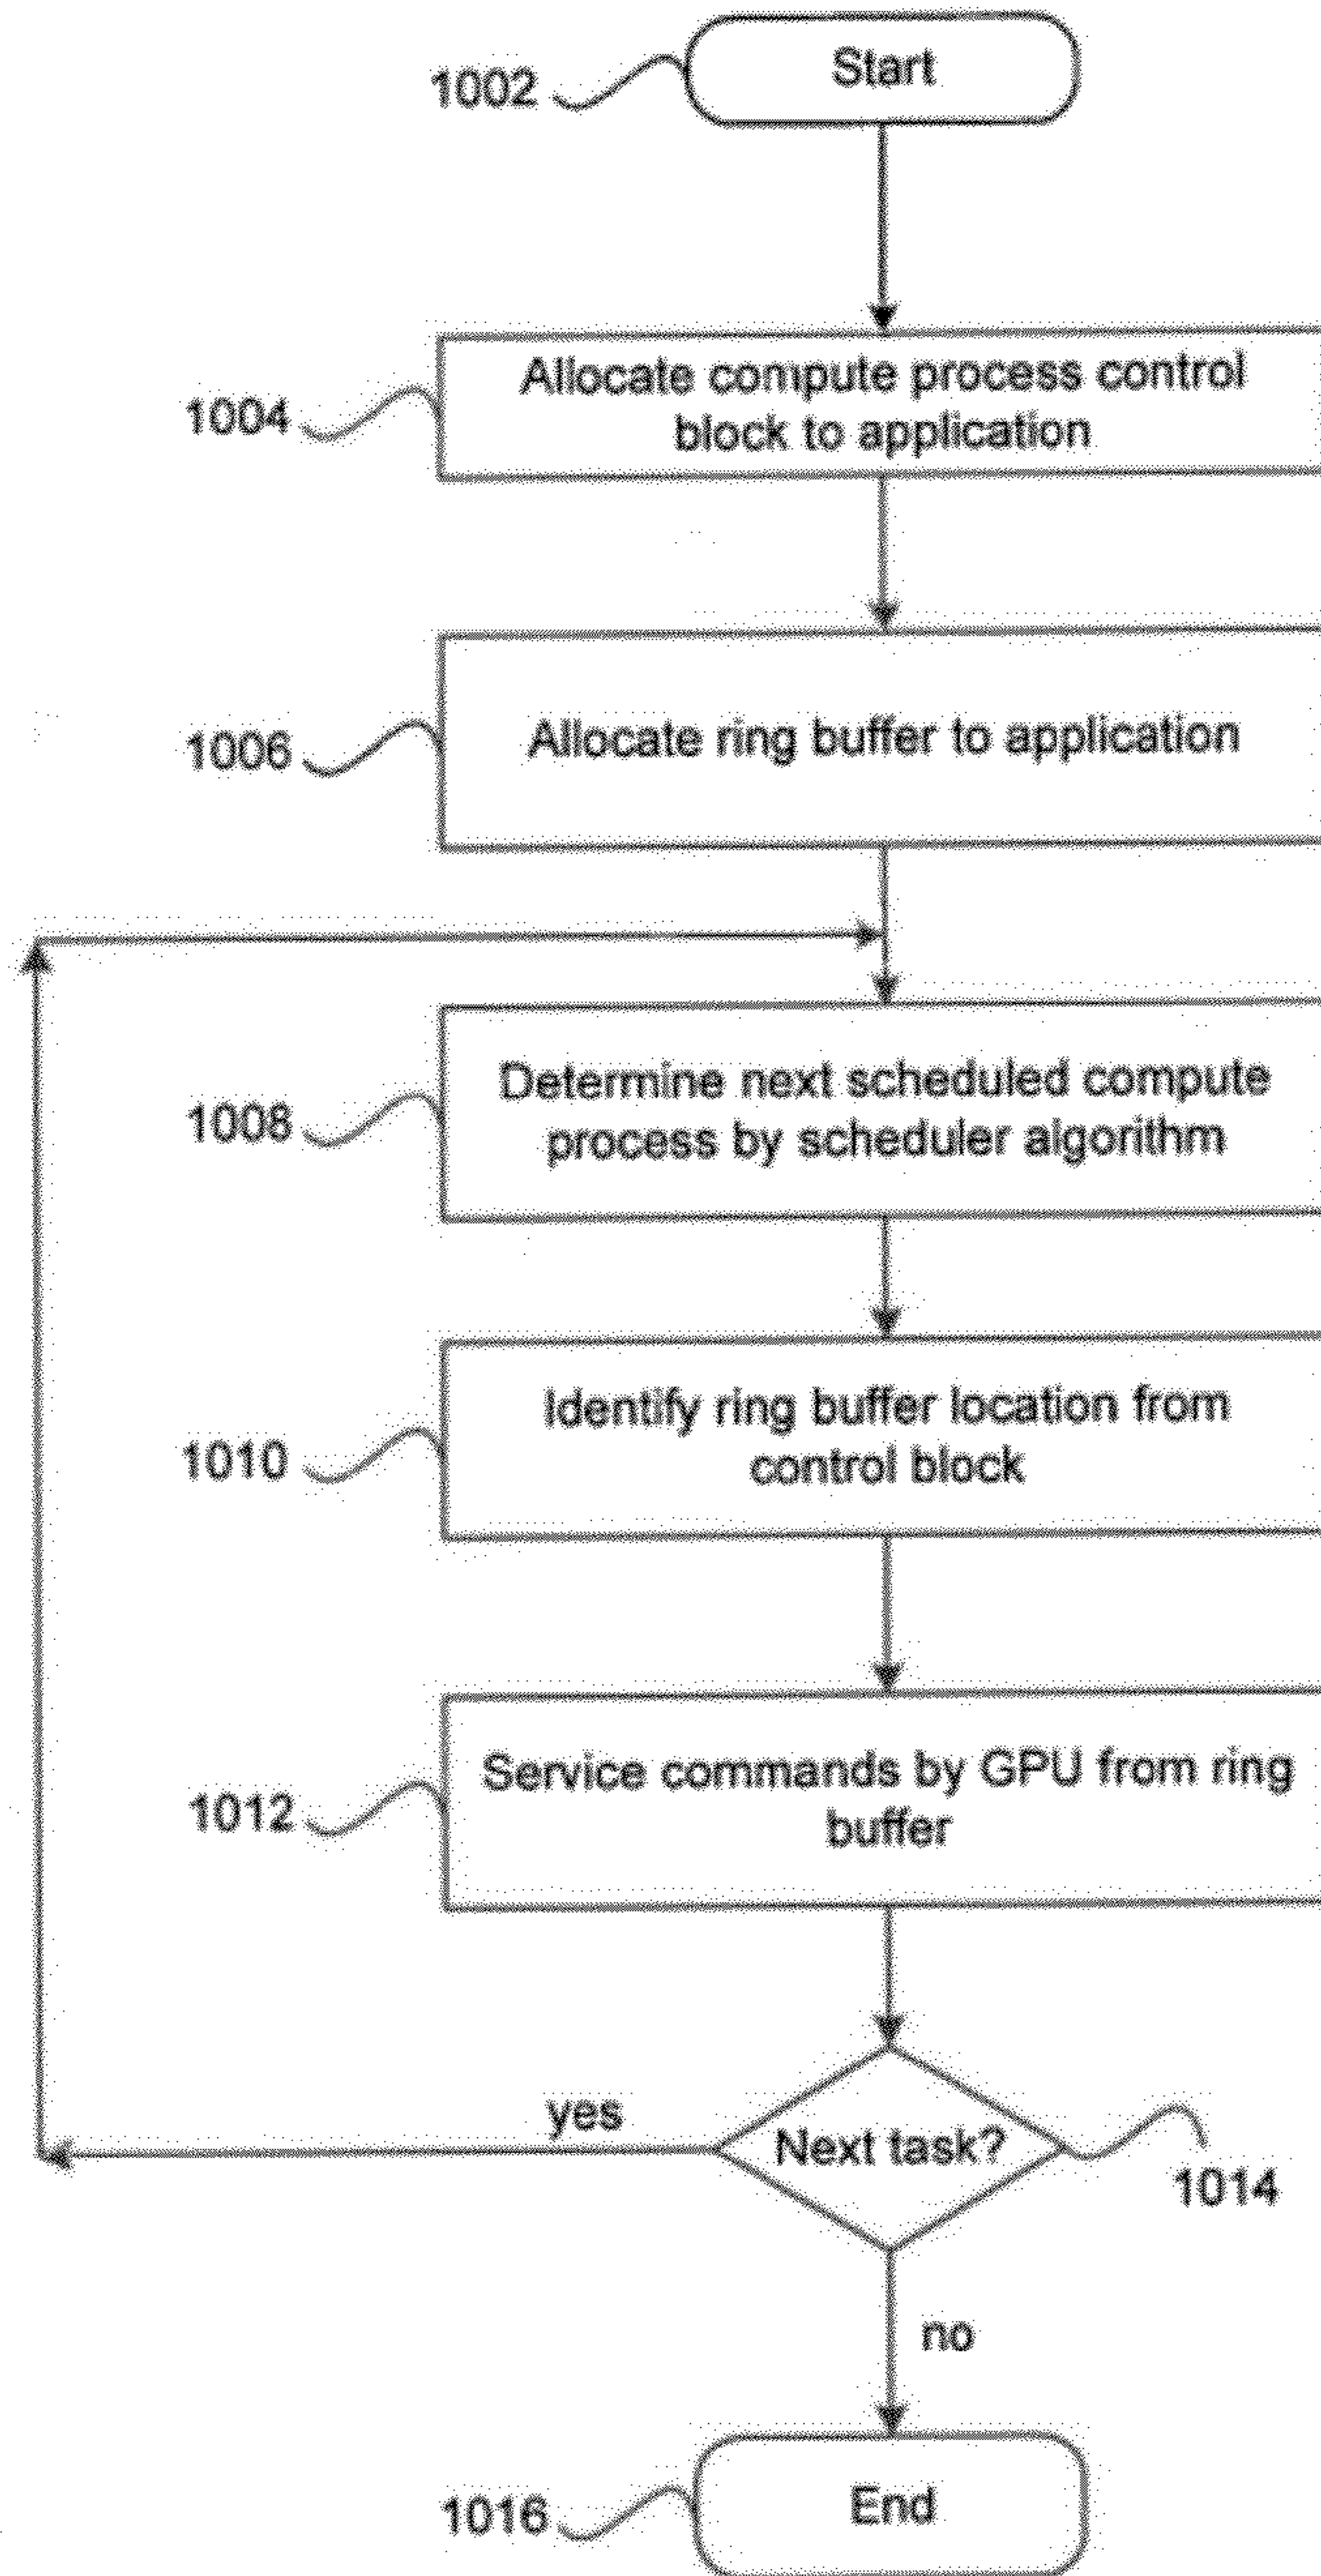 1002
Start
1004
Allocate compute process control
block to application
1006
Allocate ring buffer to application
1008
Determine next scheduled compute
process by scheduler algorithm
1010
Identify ring buffer location from
control block
1012
Service commands by GPU from ring
buffer
yes
Next task?
1014
no
1016
End